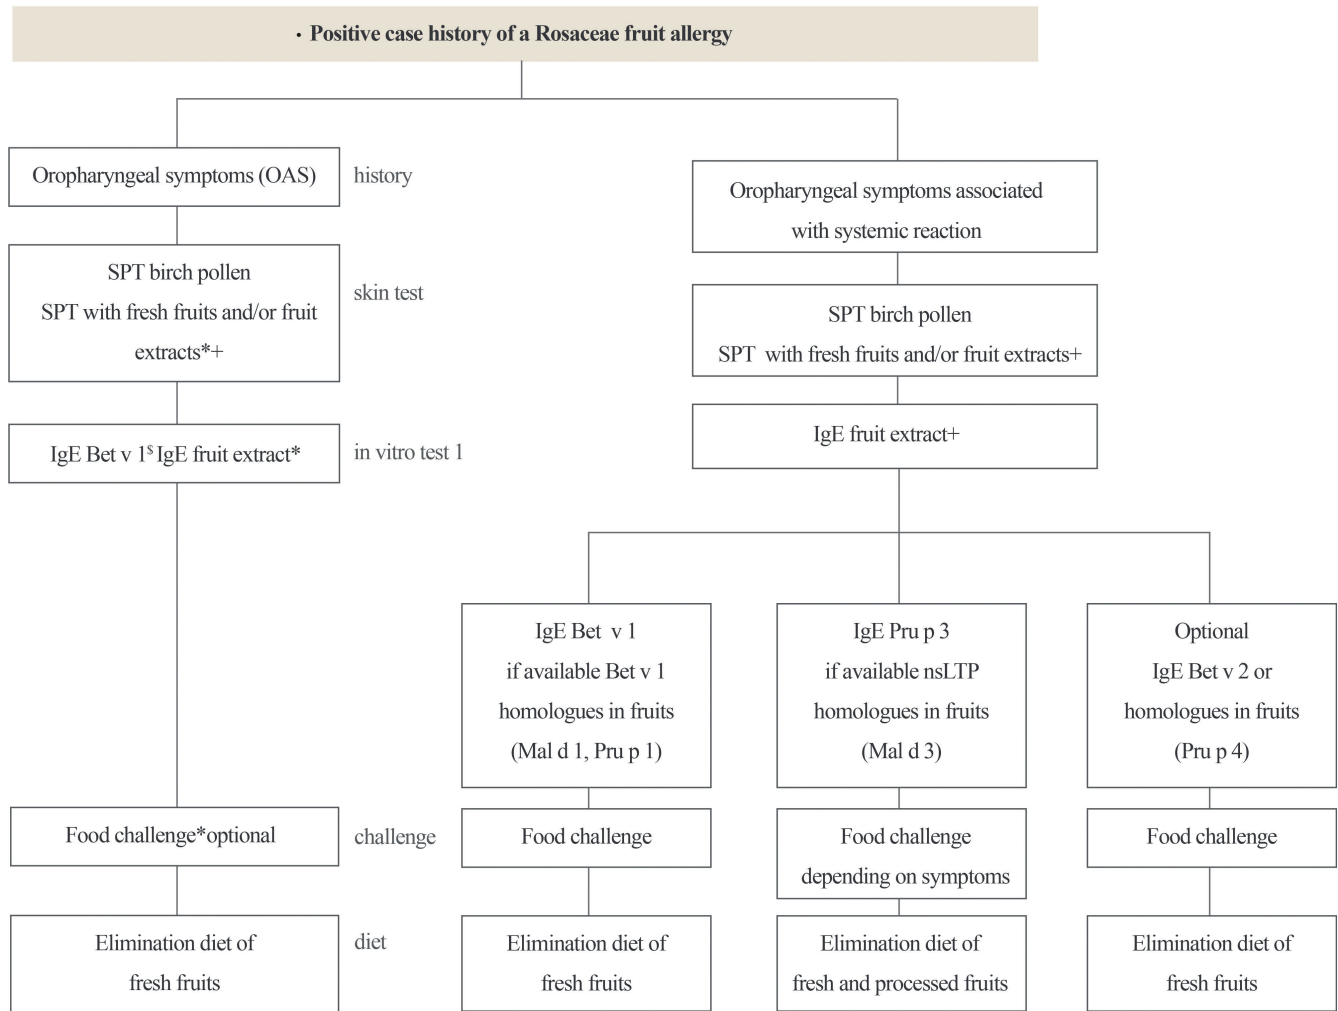 · Positive case history of a Rosaceae fruit allergy
Oropharyngeal symptoms (OAS)
history
SPT birch pollen
SPT with fresh fruits and/or fruit
extracts*+
skin test
IgE Bet v 1$ IgE fruit extract*
in vitro test 1
Food challenge*optional
challenge
Elimination diet of
fresh fruits
diet
Oropharyngeal symptoms associated
with systemic reaction
SPT birch pollen
SPT with fresh fruits and/or fruit extracts+
IgE fruit extract+
IgE Bet v 1
if available Bet v 1
homologues in fruits
(Mal d 1, Pru p 1)
Food challenge
Elimination diet of
fresh fruits
IgE Pru p 3
if available nsLTP
homologues in fruits
(Mal d 3)
Food challenge
depending on symptoms
Elimination diet of
fresh and processed fruits
Optional
IgE Bet v 2 or
homologues in fruits
(Pru p 4)
Food challenge
Elimination diet of
fresh fruits